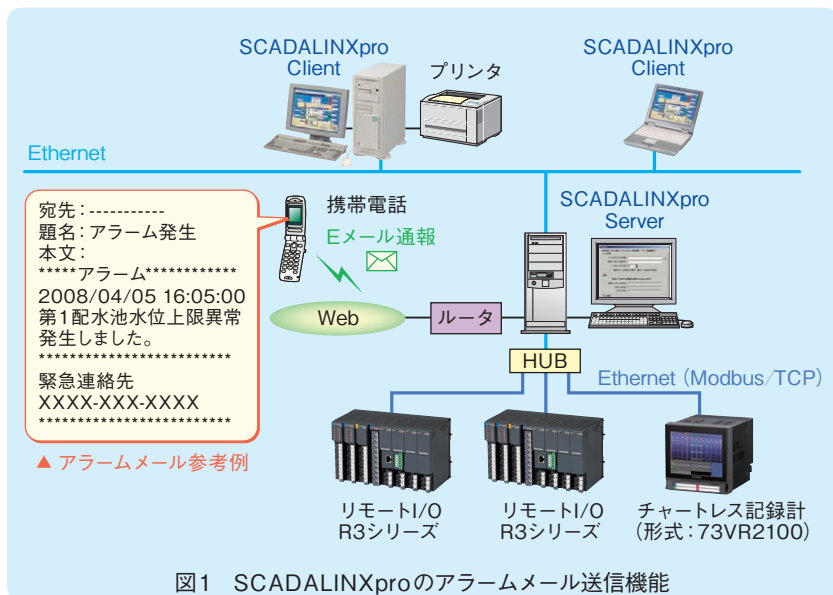 SCADALINXpro
Client
プリンタ
SCADALINXpro
Client
Ethernet
宛先：-----------
題名：アラーム発生
本文：
*****アラーム************
2008/04/05 16:05:00
第1配水池水位上限異常
発生しました。
*************************
緊急連絡先
XXXX-XXX-XXXX
*************************
▲ アラームメール参考例
携帯電話
Eメール通報
SCADALINXpro
Server
Web
ルータ
HUB
Ethernet（Modbus/TCP）
リモートI/O
R3シリーズ
リモートI/O
R3シリーズ
チャートレス記録計
（形式：73VR2100）
図1　SCADALINXproのアラームメール送信機能